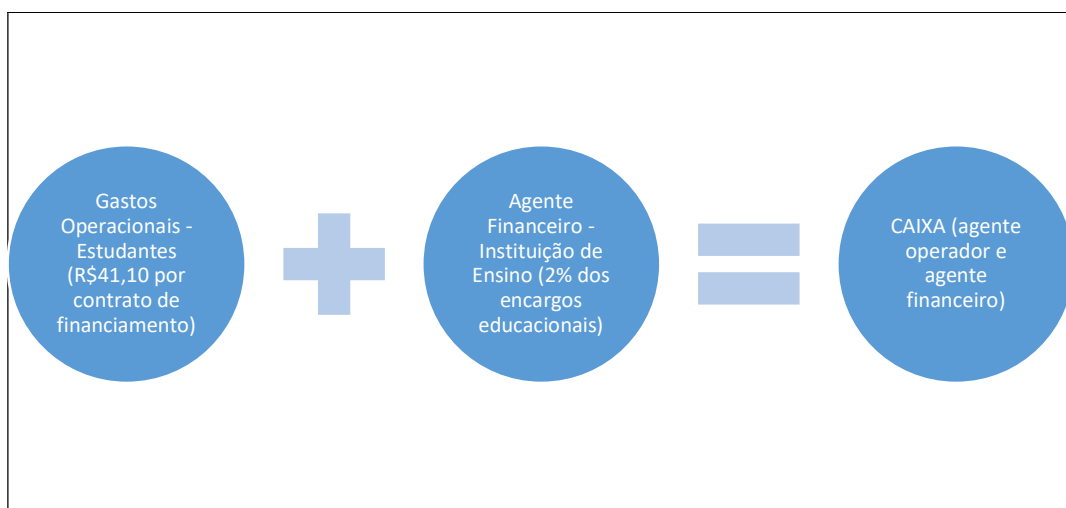 Gastos
Operacionais -
Estudantes
(R$41,10 por
contrato de
financiamento)
Agente
Financeiro -
Instituição de
Ensino (2% dos
encargos
educacionais)
CAIXA (agente
operador e
agente
financeiro)